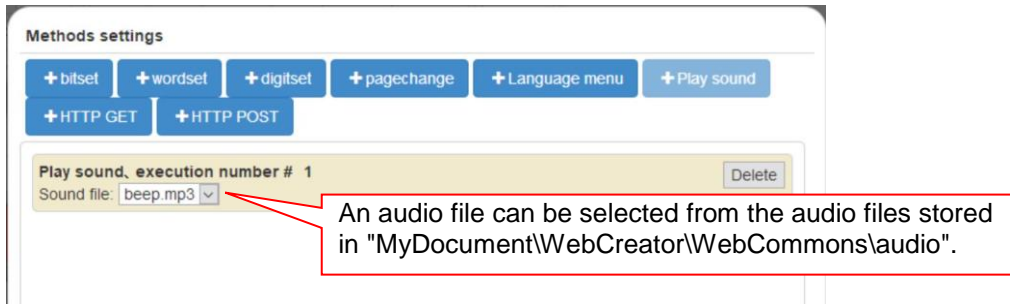 Methods settings
+bitset +wordset +digitset +pagechange +Language menu +Play sound
+HTTP GET +HTTP POST
Play sound、execution number # 1
Delete
Sound file: beep.mp3
An audio file can be selected from the audio files stored
in "MyDocument\WebCreator\WebCommons\audio".